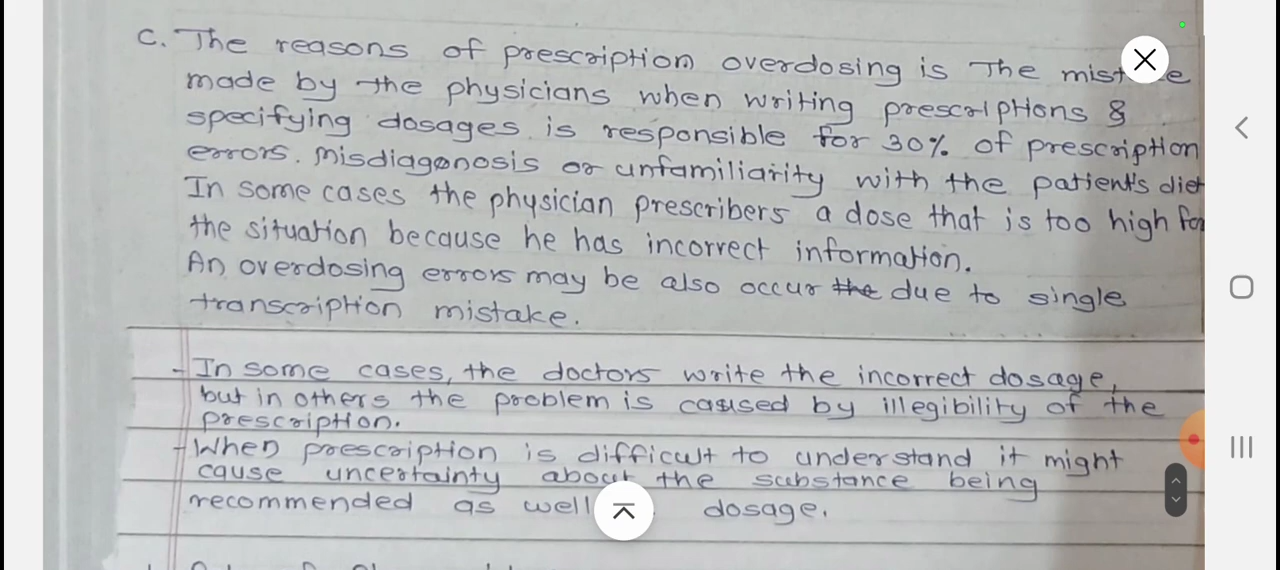 C. The reasons of prescription overdosing is The
made by the physicians when writing prescriptions &
specifying dosages is responsible for 30% of prescription
errors. Misdiagonosis or unfamiliarity with the patient's diet
In some cases the physician prescribers a dose that is too high for
the situation because he has incorrect information.
An overdosing errors may be also occur the due to single
transcription mistake.
- In some cases, the doctors write the incorrect dosage,
but in others the problem is caused by illegibility of the
prescription.
- When prescription is difficult to understand it might
cause uncertainty about the substance being
recommended as well dosage.